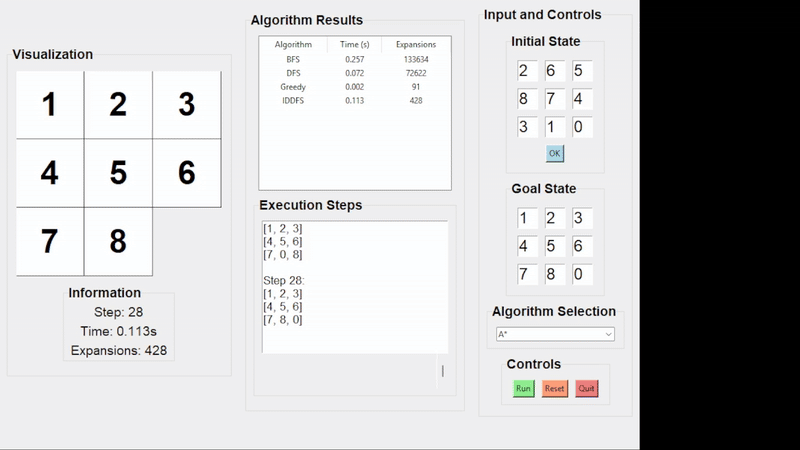 Visualization
1 2 3
4 5 6
7 8
Information
Step: 28
Time: 0.113s
Expansions: 428
Algorithm Results
Algorithm Time (s) Expansions
BFS 0.257 133634
DFS 0.072 72622
Greedy 0.002 91
IDDFS 0.113 428
Execution Steps
[1, 2, 3]
[4, 5, 6]
[7, 0, 8]
Step 28:
[1, 2, 3]
[4, 5, 6]
[7, 8, 0]
Input and Controls
Initial State
2 6 5
8 7 4
3 1 0
OK
Goal State
1 2 3
4 5 6
7 8 0
Algorithm Selection
A*
Controls
Run Reset Quit